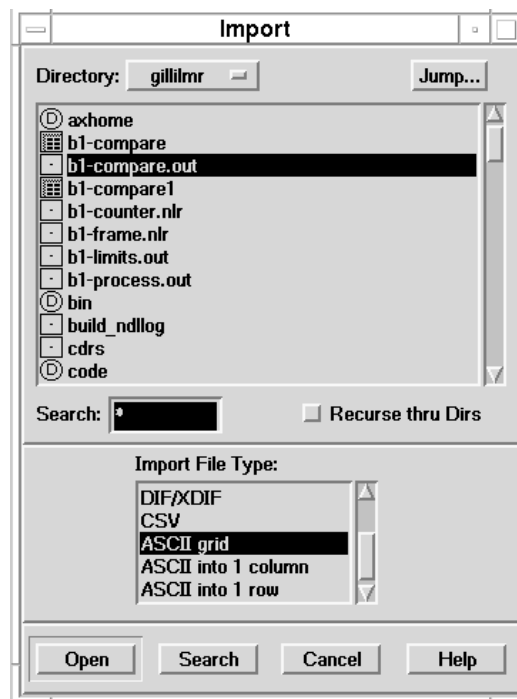 Import
Directory: gillilmr Jump...
D axhome
b1-compare
b1-compare.out
b1-compare1
b1-counter.nlr
b1-frame.nlr
b1-limits.out
b1-process.out
D bin
build_ndllog
cdrs
D code
Search: * Recurse thru Dirs
Import File Type:
DIF/XDIF
CSV
ASCII grid
ASCII into 1 column
ASCII into 1 row
Open Search Cancel Help